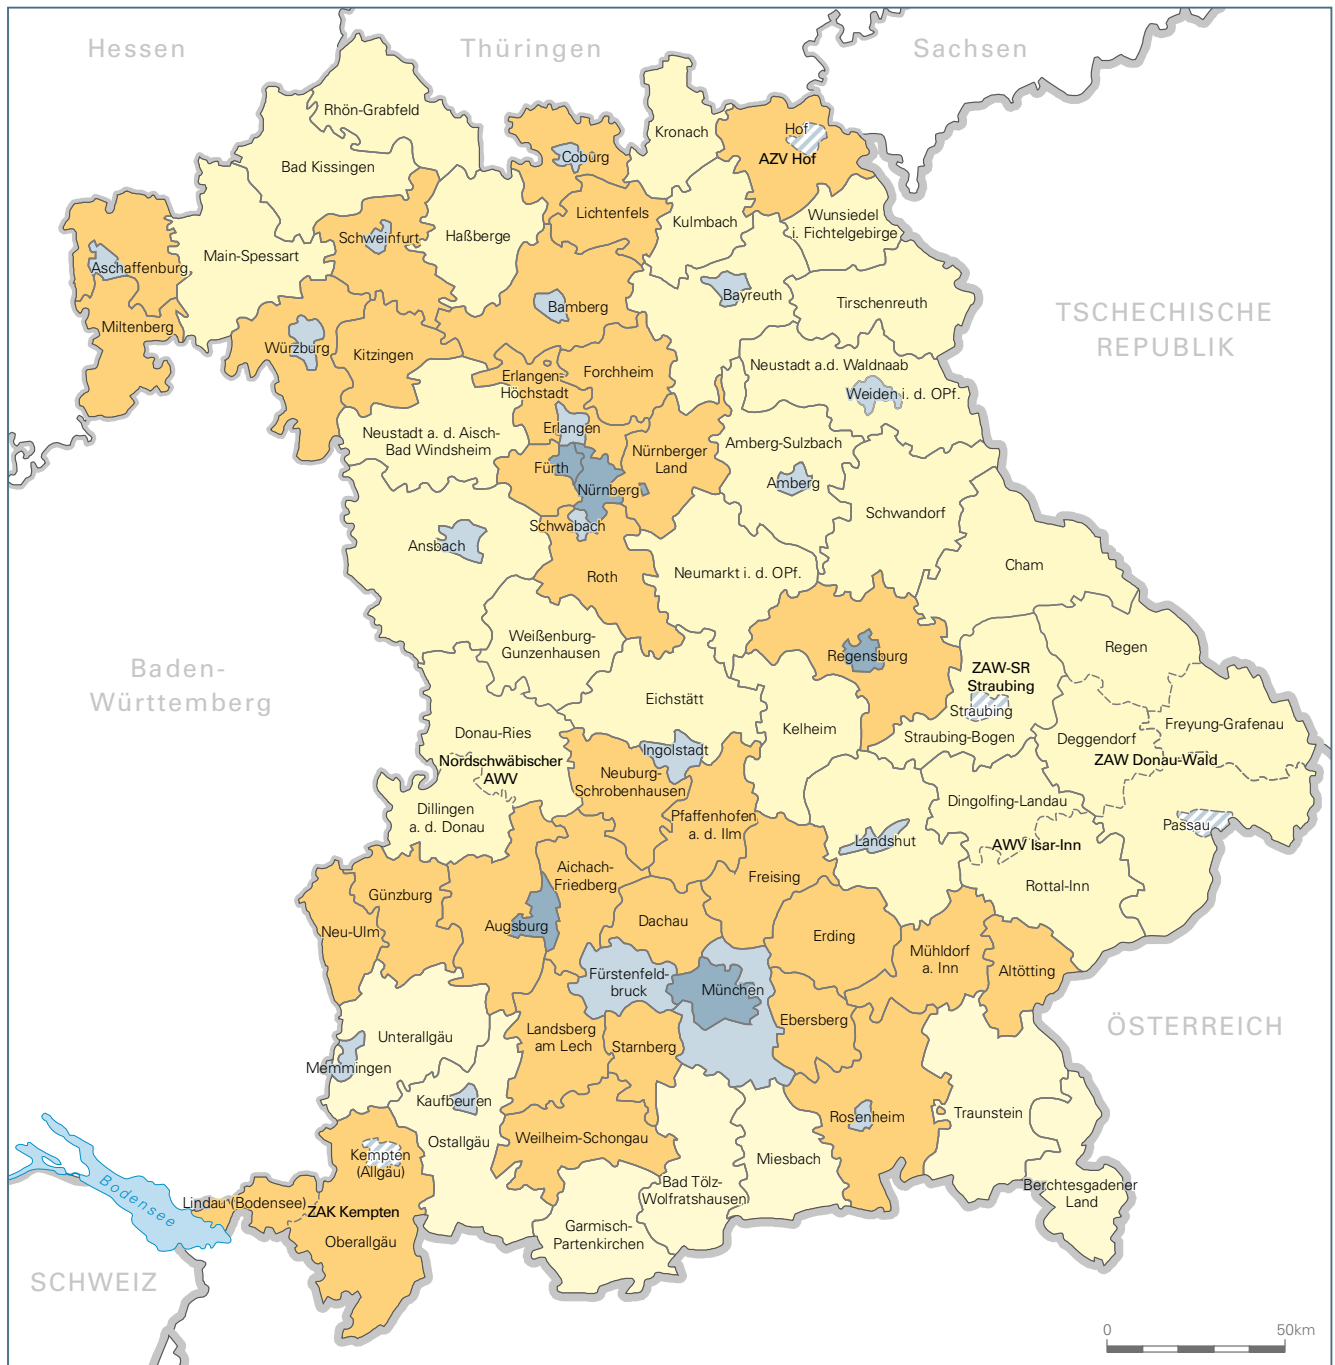 Hessen
Thüringen
Sachsen
Rhön-Grabfeld
Kronach
Hof
AZV Hof
Coburg
Bad Kissingen
Lichtenfels
Kulmbach
Wunsiedel
i. Fichtelgebirge
Schweinfurt
Haßberge
Main-Spessart
Aschaffenburg
Bayreuth
Tirschenreuth
Bamberg
TSCHECHISCHE
REPUBLIK
Miltenberg
Würzburg
Kitzingen
Erlangen-
Höchstadt
Forchheim
Neustadt a.d. Waldnaab
Weiden i. d. OPf.
Neustadt a. d. Aisch-
Bad Windsheim
Erlangen
Amberg-Sulzbach
Nürnberger
Land
Fürth
Nürnberg
Amberg
Schwabach
Schwandorf
Ansbach
Roth
Neumarkt i. d. OPf.
Cham
Weißenburg-
Gunzenhausen
Regensburg
Regen
ZAW-SR
Straubing
Straubing
Baden-
Württemberg
Eichstätt
Kelheim
Freyung-Grafenau
Donau-Ries
Straubing-Bogen
Deggendorf
Ingolstadt
ZAW Donau-Wald
Nordschwäbischer
AWV
Neuburg-
Schrobenhausen
Dillingen
a. d. Donau
Pfaffenhofen
a. d. Ilm
Dingolfing-Landau
Passau
Landshut
AWV Isar-Inn
Rottal-Inn
Aichach-
Friedberg
Freising
Günzburg
Neu-Ulm
Augsburg
Dachau
Erding
Mühldorf
a. Inn
Altötting
Fürstenfeld-
bruck
München
Ebersberg
ÖSTERREICH
Unterallgäu
Landsberg
am Lech
Starnberg
Memmingen
Kaufbeuren
Rosenheim
Traunstein
Ostallgäu
Weilheim-Schongau
Kempten
(Allgäu)
Miesbach
Bad Tölz-
Wolfratshausen
Berchtesgadener
Land
Bodensee
Lindau (Bodensee)
ZAK Kempten
Oberallgäu
Garmisch-
Partenkirchen
SCHWEIZ
0
50km